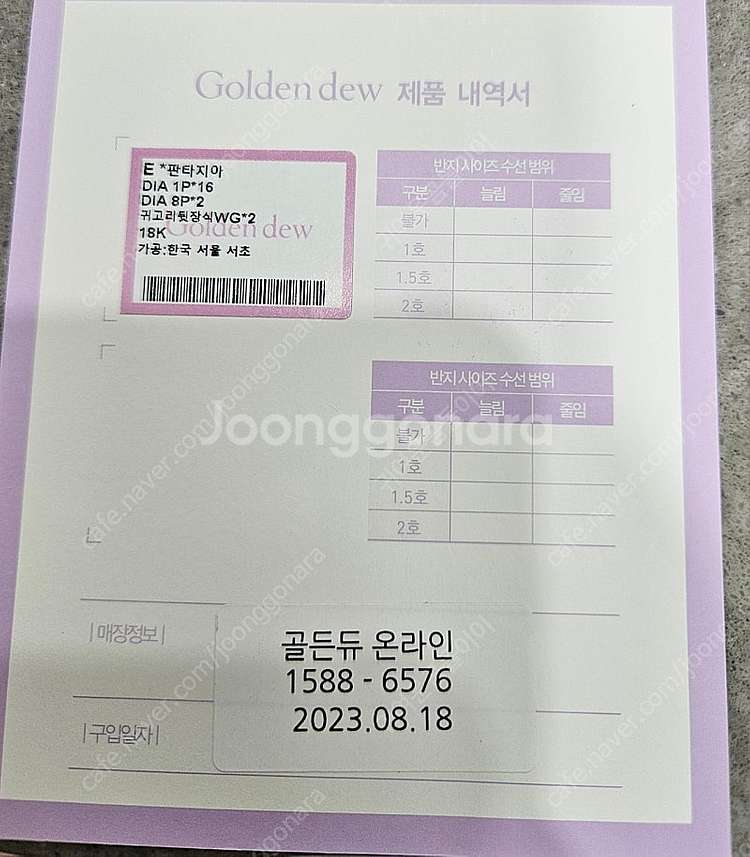 Golden dew 제품 내역서
E *판타지아
DIA 1P*16
DIA 8P*2
귀고리뒷장식WG*2
18K
Golden dew
가공:한국 서울 서초
반지 사이즈 수선 범위
구분 늘림 줄임
불가
1호
1.5호
2호
반지 사이즈 수선 범위
구분 늘림 줄임
불가
1호
1.5호
2호
Joonggonara
| 매장정보 |
골든듀 온라인
1588 - 6576
2023.08.18
| 구입일자 |
cafe.naver.com/joonggonara